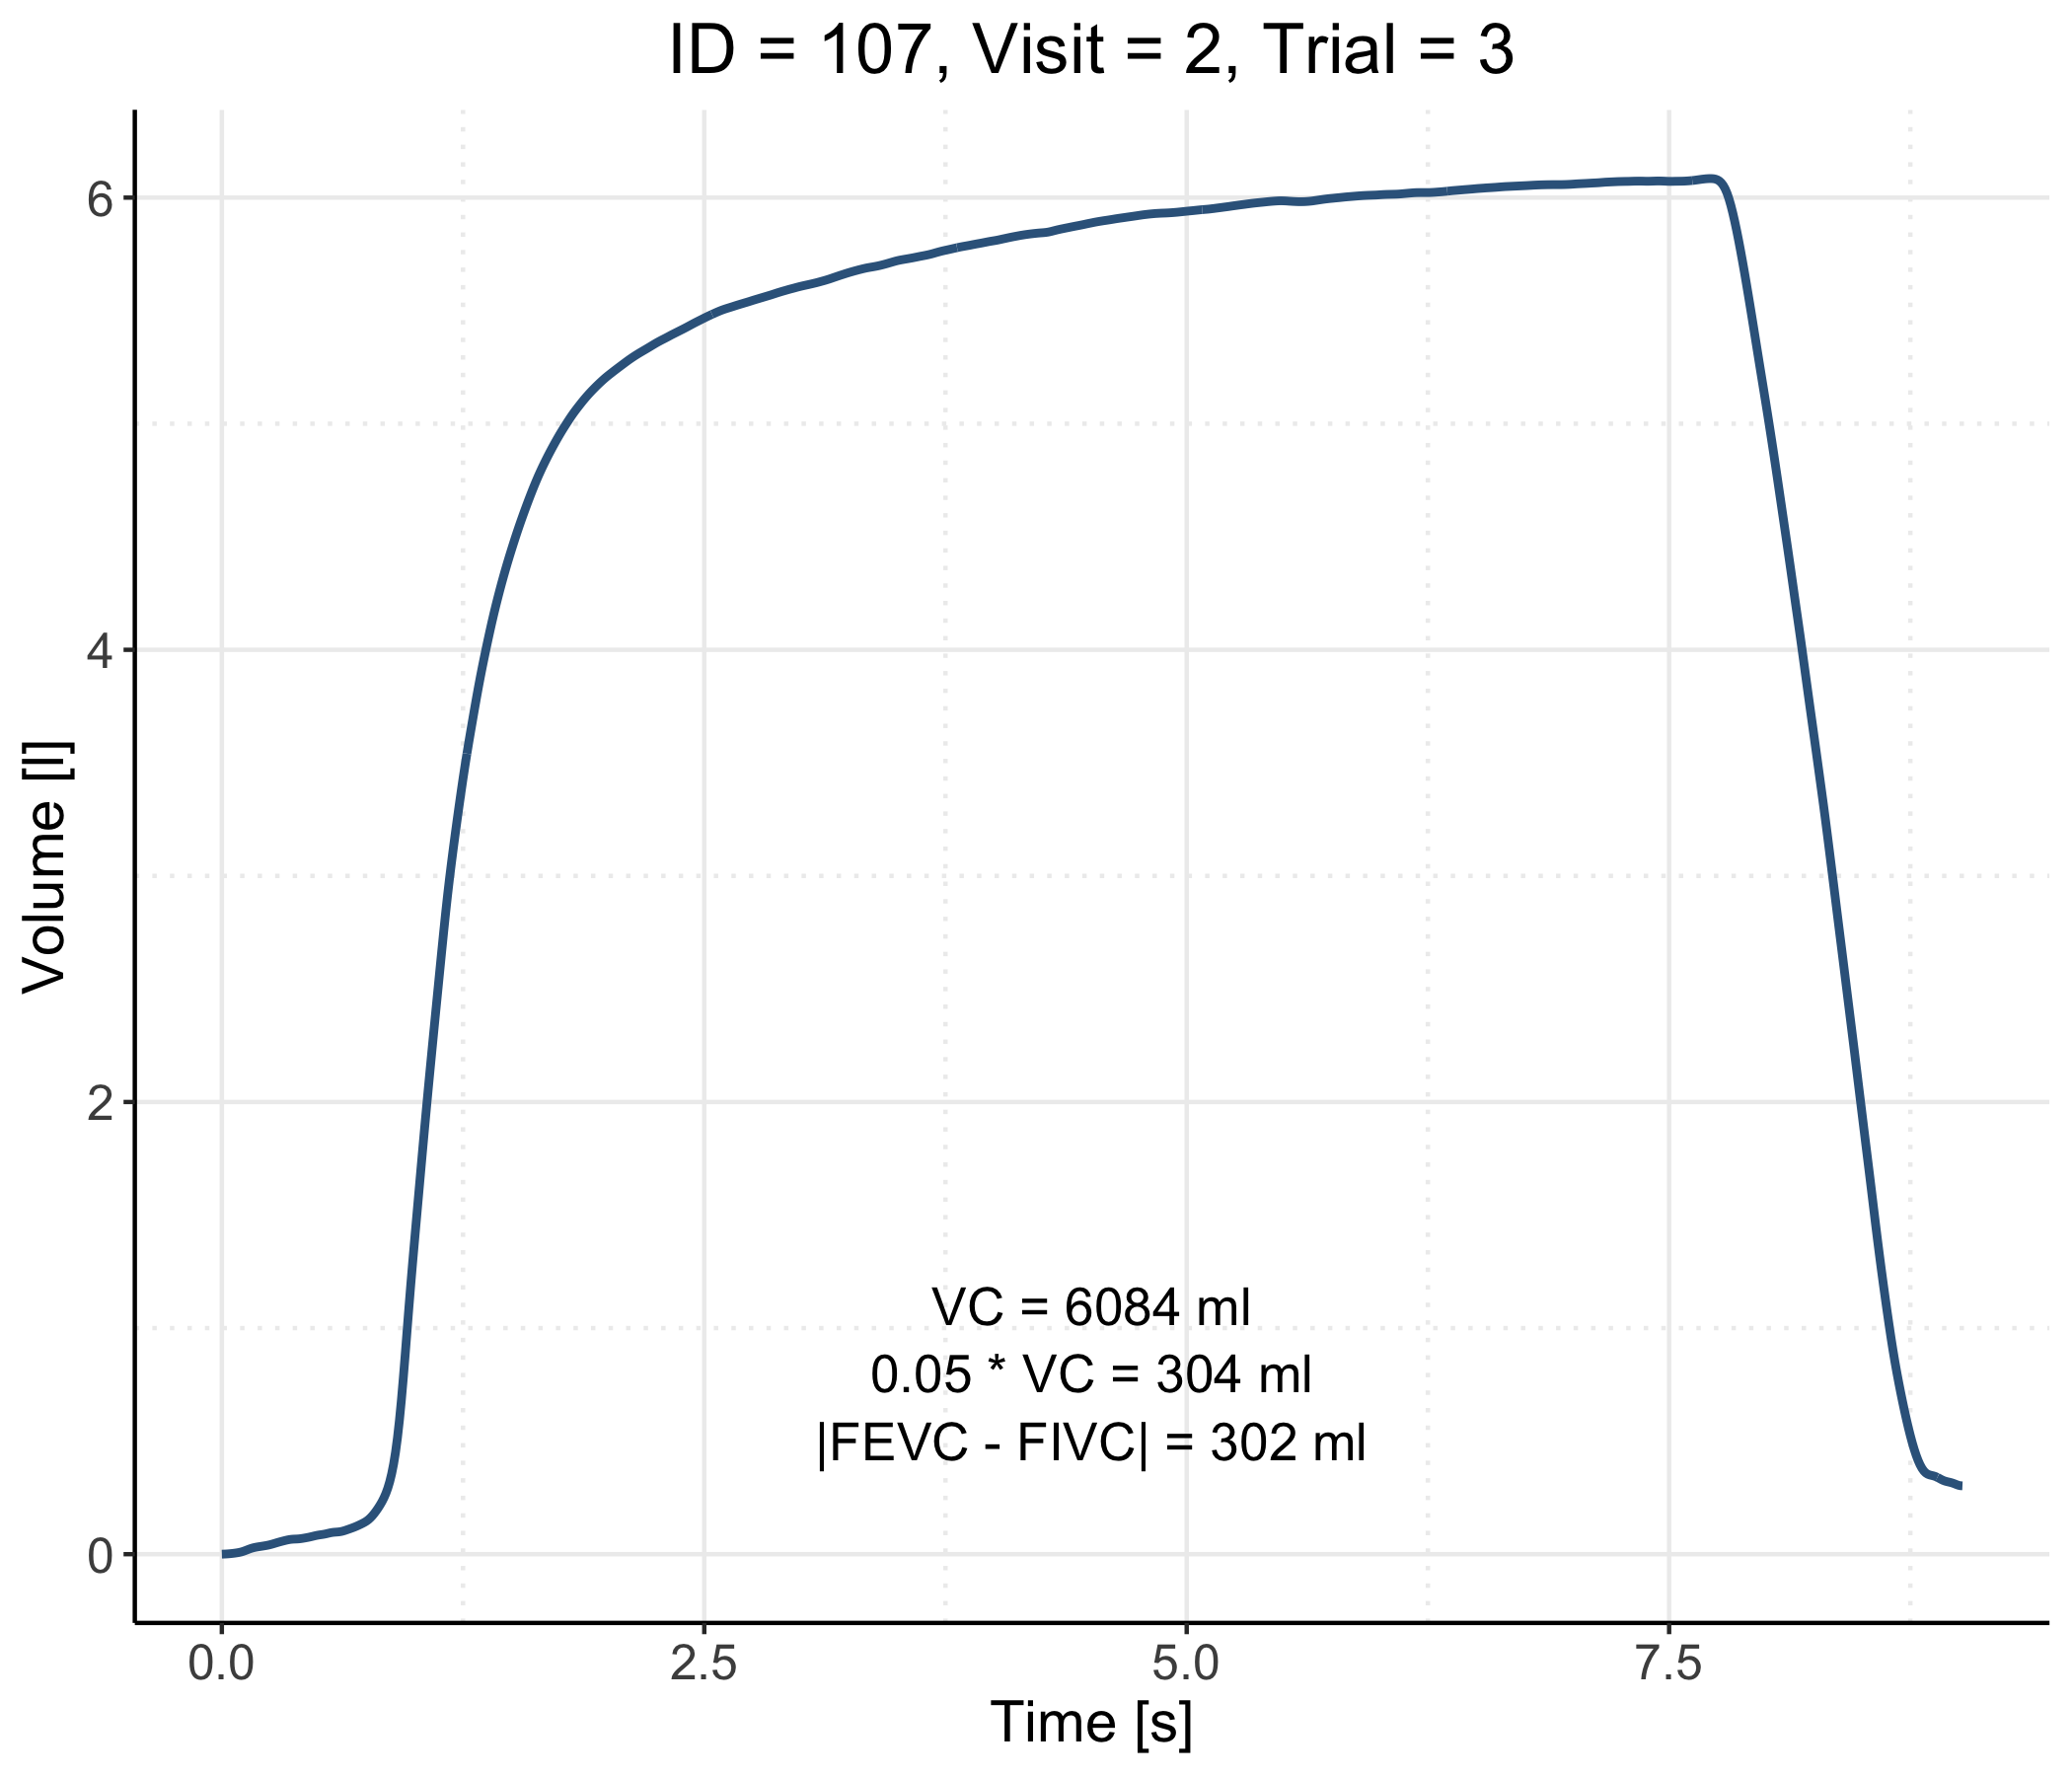 ID = 107, Visit = 2, Trial = 3
6
4
2
0
Volume [l]
VC = 6084 ml
0.05 * VC = 304 ml
|FEVC - FIVC| = 302 ml
0.0 2.5 5.0 7.5
Time [s]